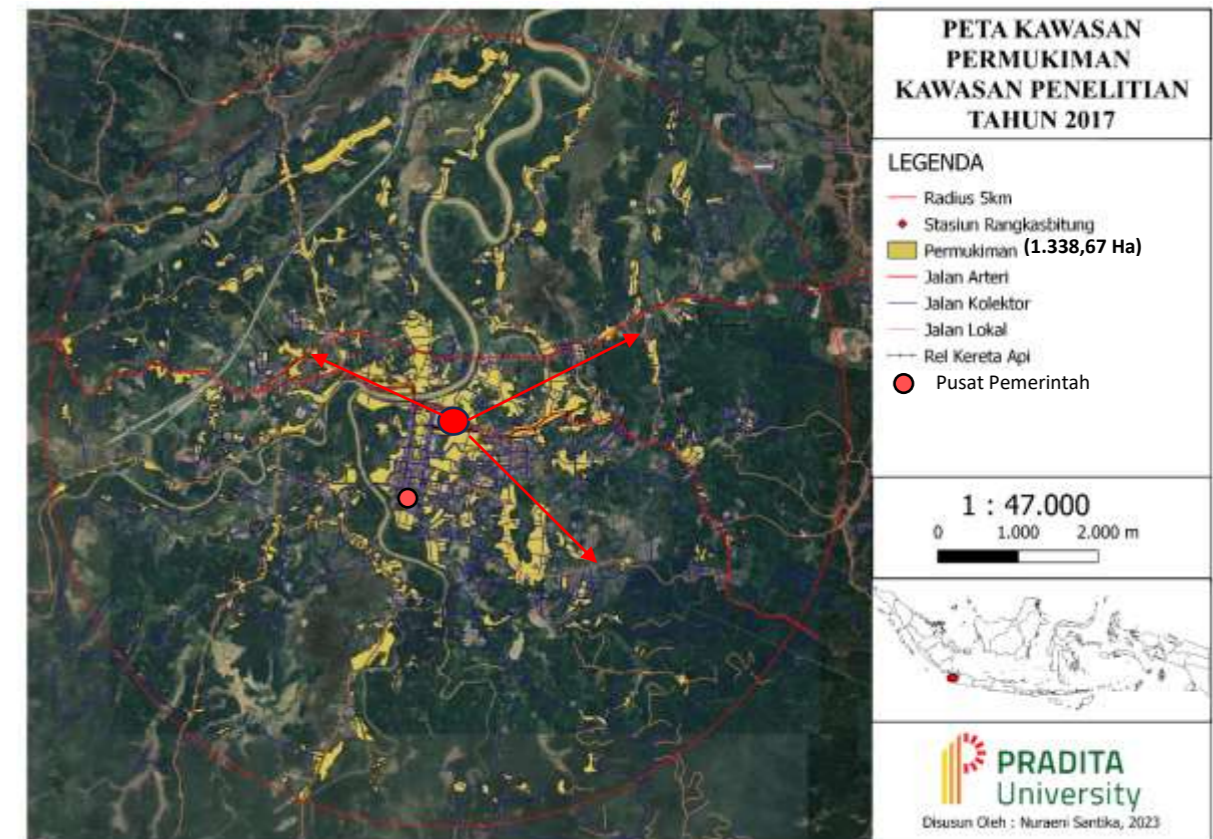 PETA KAWASAN
PERMUKIMAN
KAWASAN PENELITIAN
TAHUN 2017
LEGENDA
Radius 5km
Stasiun Rangkasbitung
Permukiman (1.338,67 Ha)
Jalan Arteri
Jalan Kolektor
Jalan Lokal
Rel Kereta Api
Pusat Pemerintah
1 : 47.000
0 1.000 2.000 m
PRADITA
University
Disusun Oleh : Nuraeni Santika, 2023